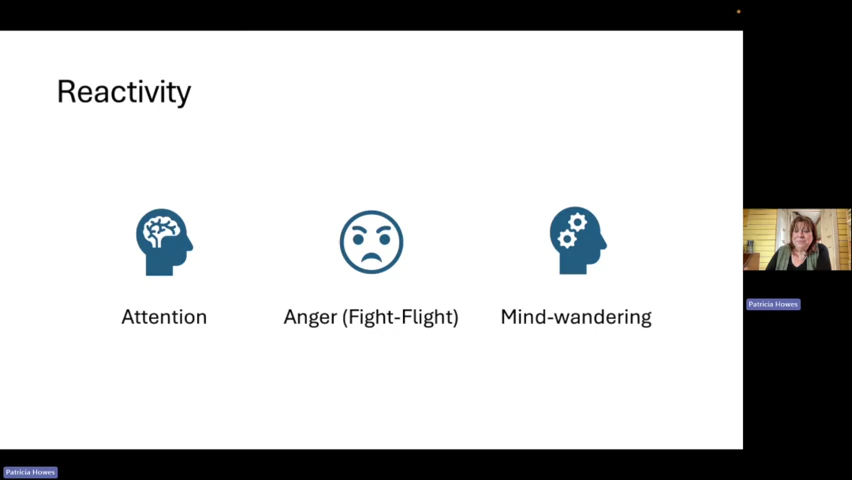 Reactivity
Attention
Anger (Fight-Flight)
Mind-wandering
Patricia Howes
Patricia Howes